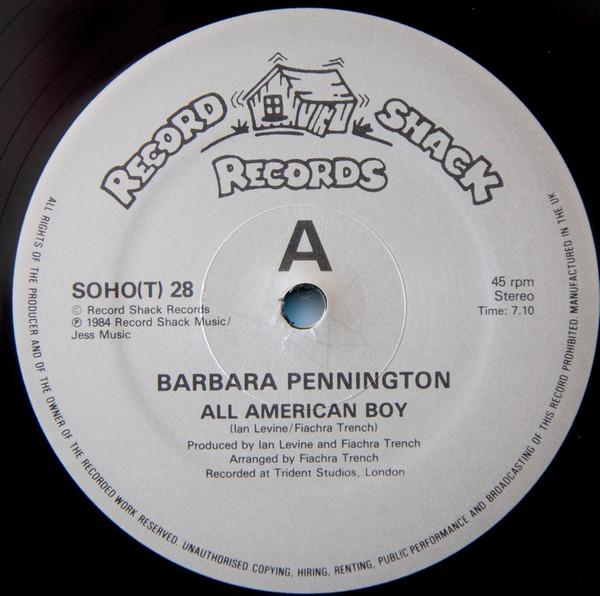 RECORD SHACK
RECORDS
A
SOHO(T) 28
© Record Shack Records
℗ 1984 Record Shack Music/
Jess Music
45 rpm
Stereo
Time: 7.10
BARBARA PENNINGTON
ALL AMERICAN BOY
(Ian Levine/Fiachra Trench)
Produced by Ian Levine and Fiachra Trench
Arranged by Fiachra Trench
Recorded at Trident Studios, London
ALL RIGHTS OF THE PRODUCER AND OF THE OWNER OF THE RECORDED WORK RESERVED. UNAUTHORISED COPYING, HIRING, RENTING, PUBLIC PERFORMANCE AND BROADCASTING OF THIS RECORD PROHIBITED. MANUFACTURED IN THE UK.